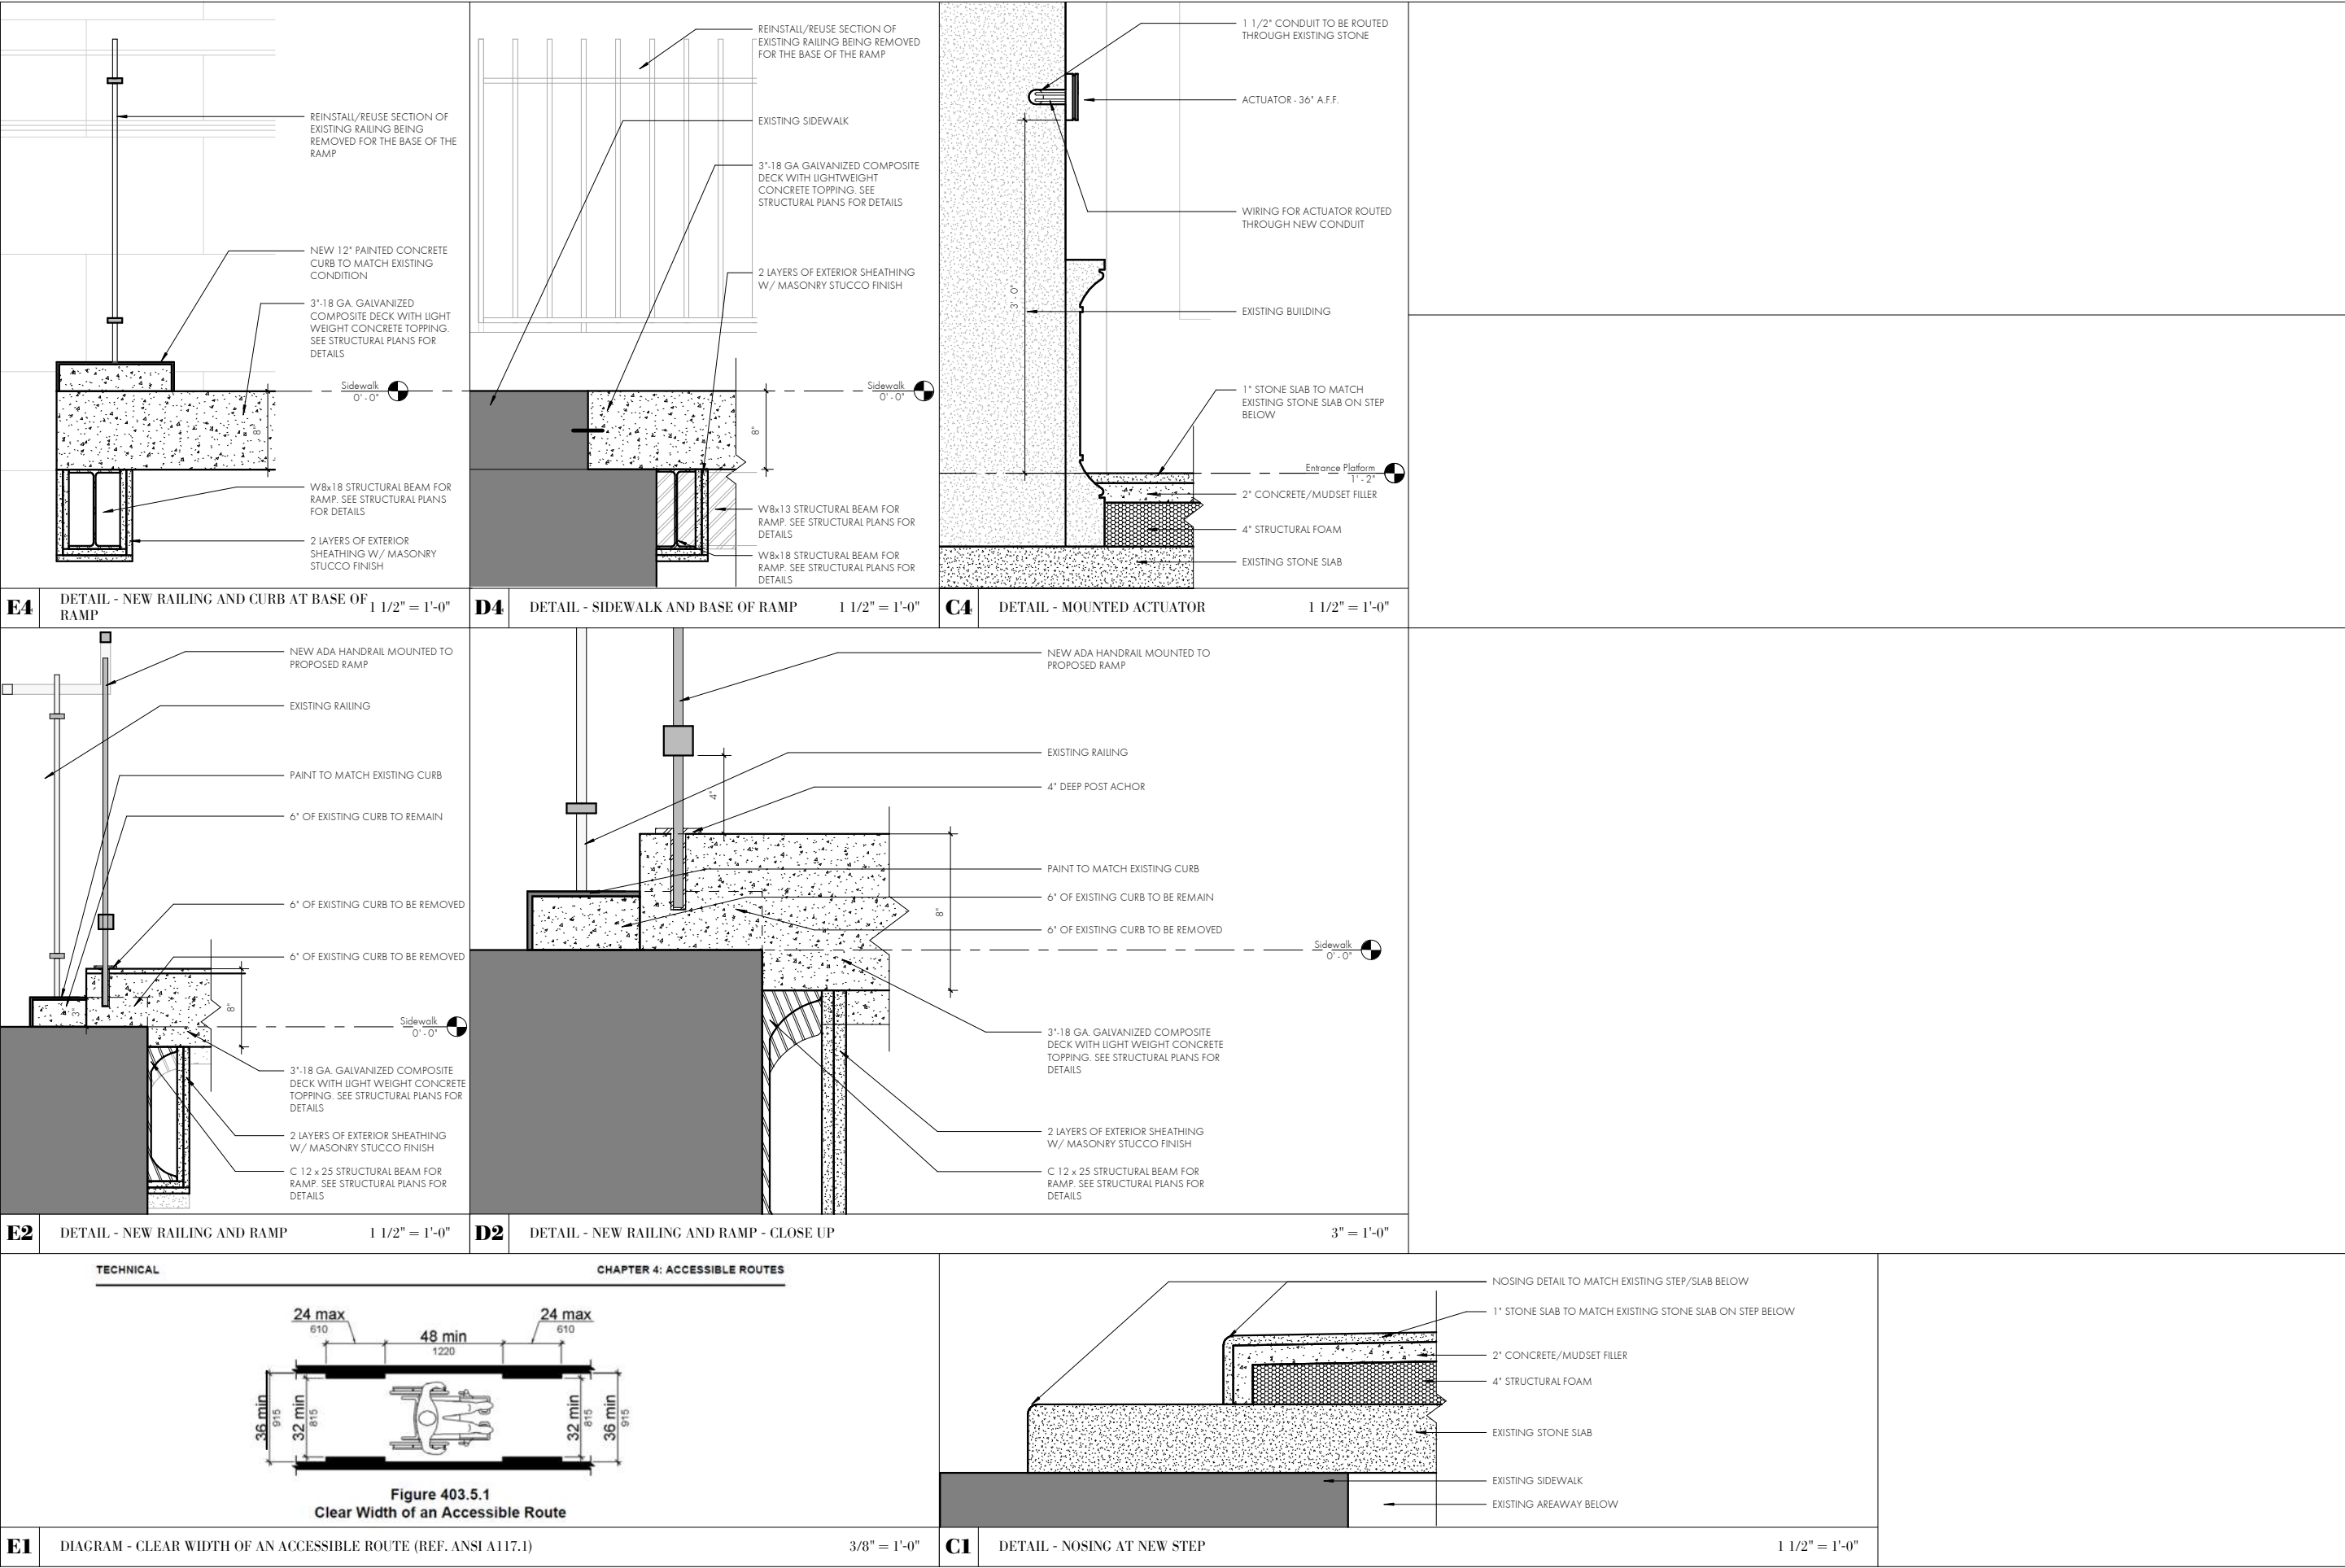 REINSTALL/REUSE SECTION OF
EXISTING RAILING BEING
REMOVED FOR THE BASE OF THE
RAMP
NEW 12" PAINTED CONCRETE
CURB TO MATCH EXISTING
CONDITION
3"-18 GA. GALVANIZED
COMPOSITE DECK WITH LIGHT
WEIGHT CONCRETE TOPPING.
SEE STRUCTURAL PLANS FOR
DETAILS
Sidewalk
0' - 0"
8"
W8x18 STRUCTURAL BEAM FOR
RAMP. SEE STRUCTURAL PLANS
FOR DETAILS
2 LAYERS OF EXTERIOR
SHEATHING W/ MASONRY
STUCCO FINISH
E4
DETAIL - NEW RAILING AND CURB AT BASE OF
RAMP
1 1/2" = 1'-0"
REINSTALL/REUSE SECTION OF
EXISTING RAILING BEING REMOVED
FOR THE BASE OF THE RAMP
EXISTING SIDEWALK
3"-18 GA GALVANIZED COMPOSITE
DECK WITH LIGHTWEIGHT
CONCRETE TOPPING. SEE
STRUCTURAL PLANS FOR DETAILS
2 LAYERS OF EXTERIOR SHEATHING
W/ MASONRY STUCCO FINISH
Sidewalk
0' - 0"
8"
W8x13 STRUCTURAL BEAM FOR
RAMP. SEE STRUCTURAL PLANS FOR
DETAILS
W8x18 STRUCTURAL BEAM FOR
RAMP. SEE STRUCTURAL PLANS FOR
DETAILS
D4
DETAIL - SIDEWALK AND BASE OF RAMP
1 1/2" = 1'-0"
1 1/2" CONDUIT TO BE ROUTED
THROUGH EXISTING STONE
ACTUATOR - 36" A.F.F.
WIRING FOR ACTUATOR ROUTED
THROUGH NEW CONDUIT
3' 0"
EXISTING BUILDING
1" STONE SLAB TO MATCH
EXISTING STONE SLAB ON STEP
BELOW
Entrance Platform
1' - 2"
2" CONCRETE/MUDSET FILLER
4" STRUCTURAL FOAM
EXISTING STONE SLAB
C4
DETAIL - MOUNTED ACTUATOR
1 1/2" = 1'-0"
NEW ADA HANDRAIL MOUNTED TO
PROPOSED RAMP
EXISTING RAILING
PAINT TO MATCH EXISTING CURB
6" OF EXISTING CURB TO REMAIN
6" OF EXISTING CURB TO BE REMOVED
6" OF EXISTING CURB TO BE REMOVED
3"
8"
Sidewalk
0' - 0"
3"-18 GA. GALVANIZED COMPOSITE
DECK WITH LIGHT WEIGHT CONCRETE
TOPPING. SEE STRUCTURAL PLANS FOR
DETAILS
2 LAYERS OF EXTERIOR SHEATHING
W/ MASONRY STUCCO FINISH
C 12 x 25 STRUCTURAL BEAM FOR
RAMP. SEE STRUCTURAL PLANS FOR
DETAILS
E2
DETAIL - NEW RAILING AND RAMP
1 1/2" = 1'-0"
NEW ADA HANDRAIL MOUNTED TO
PROPOSED RAMP
EXISTING RAILING
4" DEEP POST ACHOR
4"
PAINT TO MATCH EXISTING CURB
6" OF EXISTING CURB TO BE REMAIN
6" OF EXISTING CURB TO BE REMOVED
8"
Sidewalk
0' - 0"
3"-18 GA. GALVANIZED COMPOSITE
DECK WITH LIGHT WEIGHT CONCRETE
TOPPING. SEE STRUCTURAL PLANS FOR
DETAILS
2 LAYERS OF EXTERIOR SHEATHING
W/ MASONRY STUCCO FINISH
C 12 x 25 STRUCTURAL BEAM FOR
RAMP. SEE STRUCTURAL PLANS FOR
DETAILS
D2
DETAIL - NEW RAILING AND RAMP - CLOSE UP
3" = 1'-0"
TECHNICAL
CHAPTER 4: ACCESSIBLE ROUTES
24 max
610
48 min
1220
24 max
610
36 min
915
32 min
815
32 min
815
36 min
915
Figure 403.5.1
Clear Width of an Accessible Route
E1
DIAGRAM - CLEAR WIDTH OF AN ACCESSIBLE ROUTE (REF. ANSI A117.1)
3/8" = 1'-0"
NOSING DETAIL TO MATCH EXISTING STEP/SLAB BELOW
1" STONE SLAB TO MATCH EXISTING STONE SLAB ON STEP BELOW
2" CONCRETE/MUDSET FILLER
4" STRUCTURAL FOAM
EXISTING STONE SLAB
EXISTING SIDEWALK
EXISTING AREAWAY BELOW
C1
DETAIL - NOSING AT NEW STEP
1 1/2" = 1'-0"